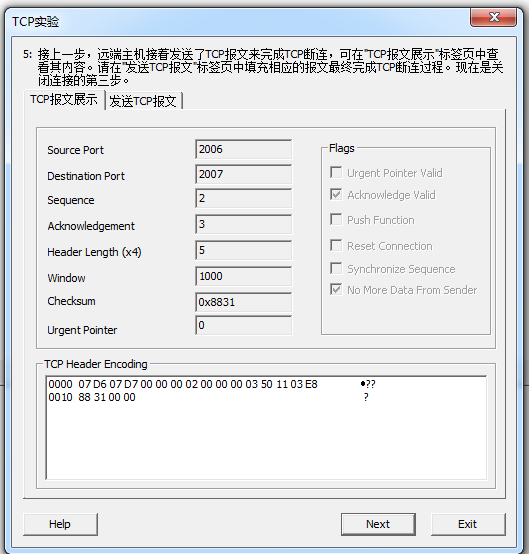 TCP实验
5: 接上一步，远端主机接着发送了TCP报文来完成TCP断连，可在"TCP报文展示"标签页中查
看其内容。请在"发送TCP报文"标签页中填充相应的报文最终完成TCP断连过程。现在是关
闭连接的第三步。
TCP报文展示 发送TCP报文
Source Port 2006
Destination Port 2007
Sequence 2
Acknowledgement 3
Header Length (x4) 5
Window 1000
Checksum 0x8831
Urgent Pointer 0
Flags
Urgent Pointer Valid
Acknowledge Valid
Push Function
Reset Connection
Synchronize Sequence
No More Data From Sender
TCP Header Encoding
0000 07 D6 07 D7 00 00 00 02 00 00 00 03 50 11 03 E8 •??
0010 88 31 00 00 ?
Help Next Exit